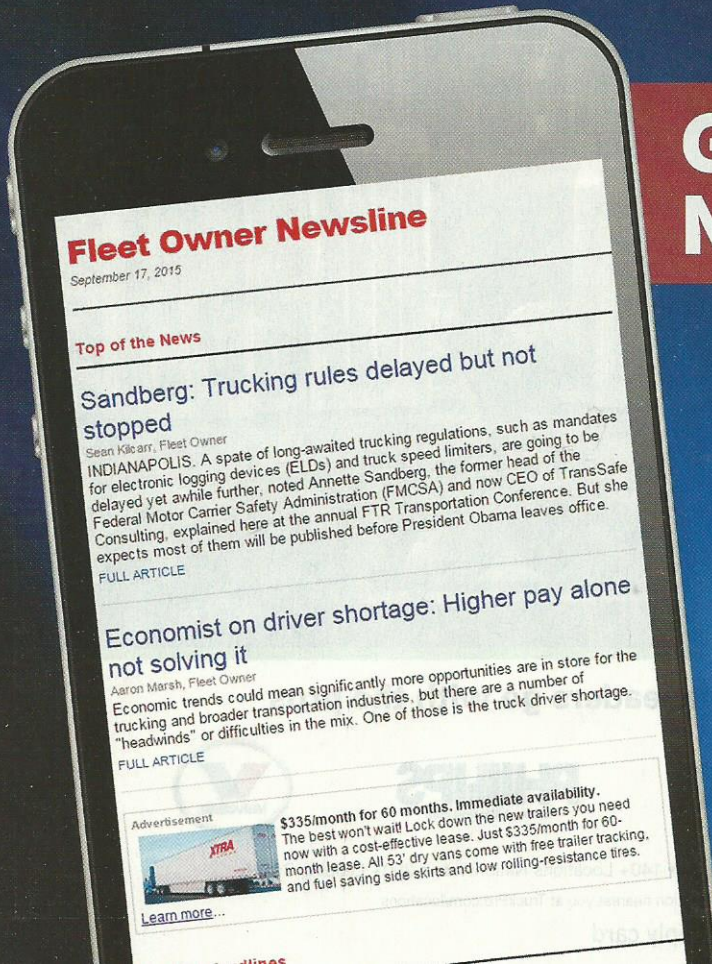 Fleet Owner Newsline
September 17, 2015
Top of the News
Sandberg: Trucking rules delayed but not
stopped
Sean Kilcarr, Fleet Owner
INDIANAPOLIS. A spate of long-awaited trucking regulations, such as mandates
for electronic logging devices (ELDs) and truck speed limiters, are going to be
delayed yet awhile further, noted Annette Sandberg, the former head of the
Federal Motor Carrier Safety Administration (FMCSA) and now CEO of TransSafe
Consulting, explained here at the annual FTR Transportation Conference. But she
expects most of them will be published before President Obama leaves office.
FULL ARTICLE
Economist on driver shortage: Higher pay alone
not solving it
Aaron Marsh, Fleet Owner
Economic trends could mean significantly more opportunities are in store for the
trucking and broader transportation industries, but there are a number of
"headwinds" or difficulties in the mix. One of those is the truck driver shortage.
FULL ARTICLE
Advertisement
XTRA
Learn more...
$335/month for 60 months. Immediate availability.
The best won't wait! Lock down the new trailers you need
now with a cost-effective lease. Just $335/month for 60-
month lease. All 53' dry vans come with free trailer tracking,
and fuel saving side skirts and low rolling-resistance tires.
G
N